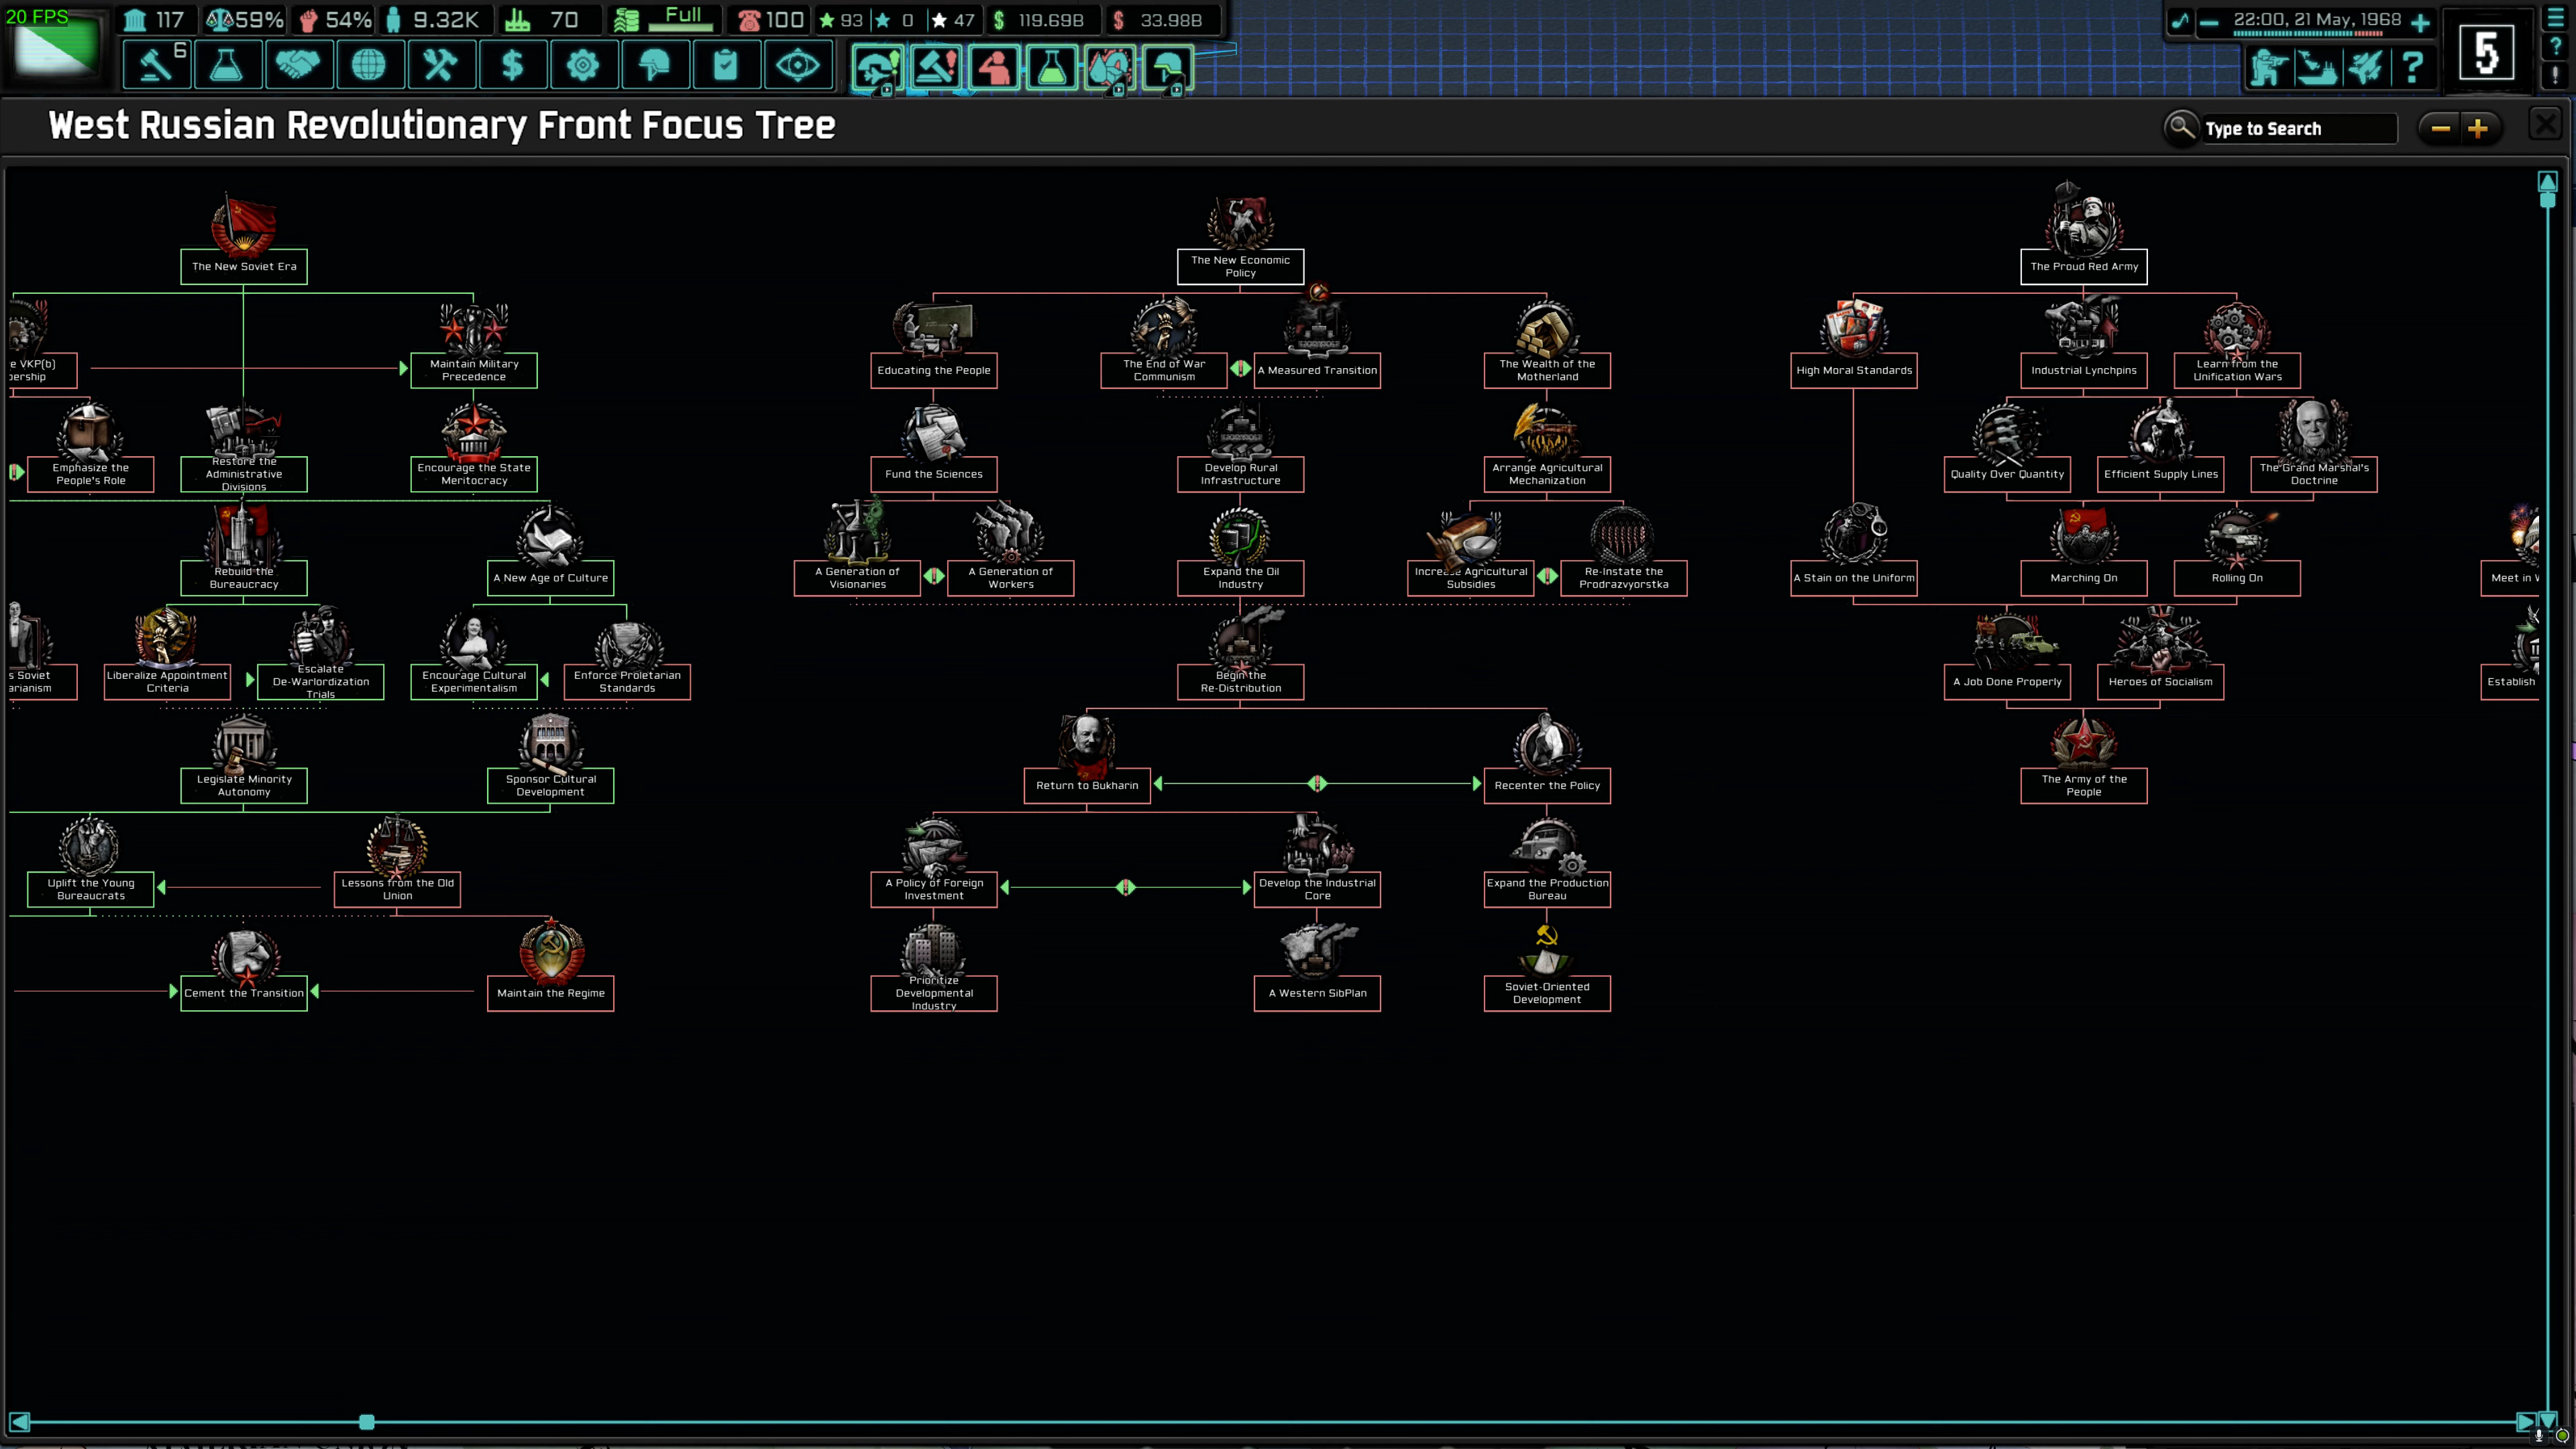 20 FPS
117
59%
54%
9.32K
70
Full
100
93
0
47
$ 119.69B
$ 33.98B
22:00, 21 May, 1968
6
5
West Russian Revolutionary Front Focus Tree
Type to Search
The New Soviet Era
The New Economic
Policy
The Proud Red Army
e VKP(b)
bership
Maintain Military
Precedence
Educating the People
The End of War
Communism
A Measured Transition
The Wealth of the
Motherland
High Moral Standards
Industrial Lynchpins
Learn from the
Unification Wars
Emphasize the
People's Role
Restore the
Administrative
Divisions
Encourage the State
Meritocracy
Fund the Sciences
Develop Rural
Infrastructure
Arrange Agricultural
Mechanization
Quality Over Quantity
Efficient Supply Lines
The Grand Marshal's
Doctrine
Rebuild the
Bureaucracy
A New Age of Culture
A Generation of
Visionaries
A Generation of
Workers
Expand the Oil
Industry
Increase Agricultural
Subsidies
Re-Instate the
Prodrazvyorstka
A Stain on the Uniform
Marching On
Rolling On
Meet in
s Soviet
arianism
Liberalize Appointment
Criteria
Escalate
De-Warlordization
Trials
Encourage Cultural
Experimentalism
Enforce Proletarian
Standards
Begin the
Re-Distribution
A Job Done Properly
Heroes of Socialism
Establish
Legislate Minority
Autonomy
Sponsor Cultural
Development
Return to Bukharin
Recenter the Policy
The Army of the
People
Uplift the Young
Bureaucrats
Lessons from the Old
Union
A Policy of Foreign
Investment
Develop the Industrial
Core
Expand the Production
Bureau
Cement the Transition
Maintain the Regime
Prioritize
Developmental
Industry
A Western SibPlan
Soviet-Oriented
Development